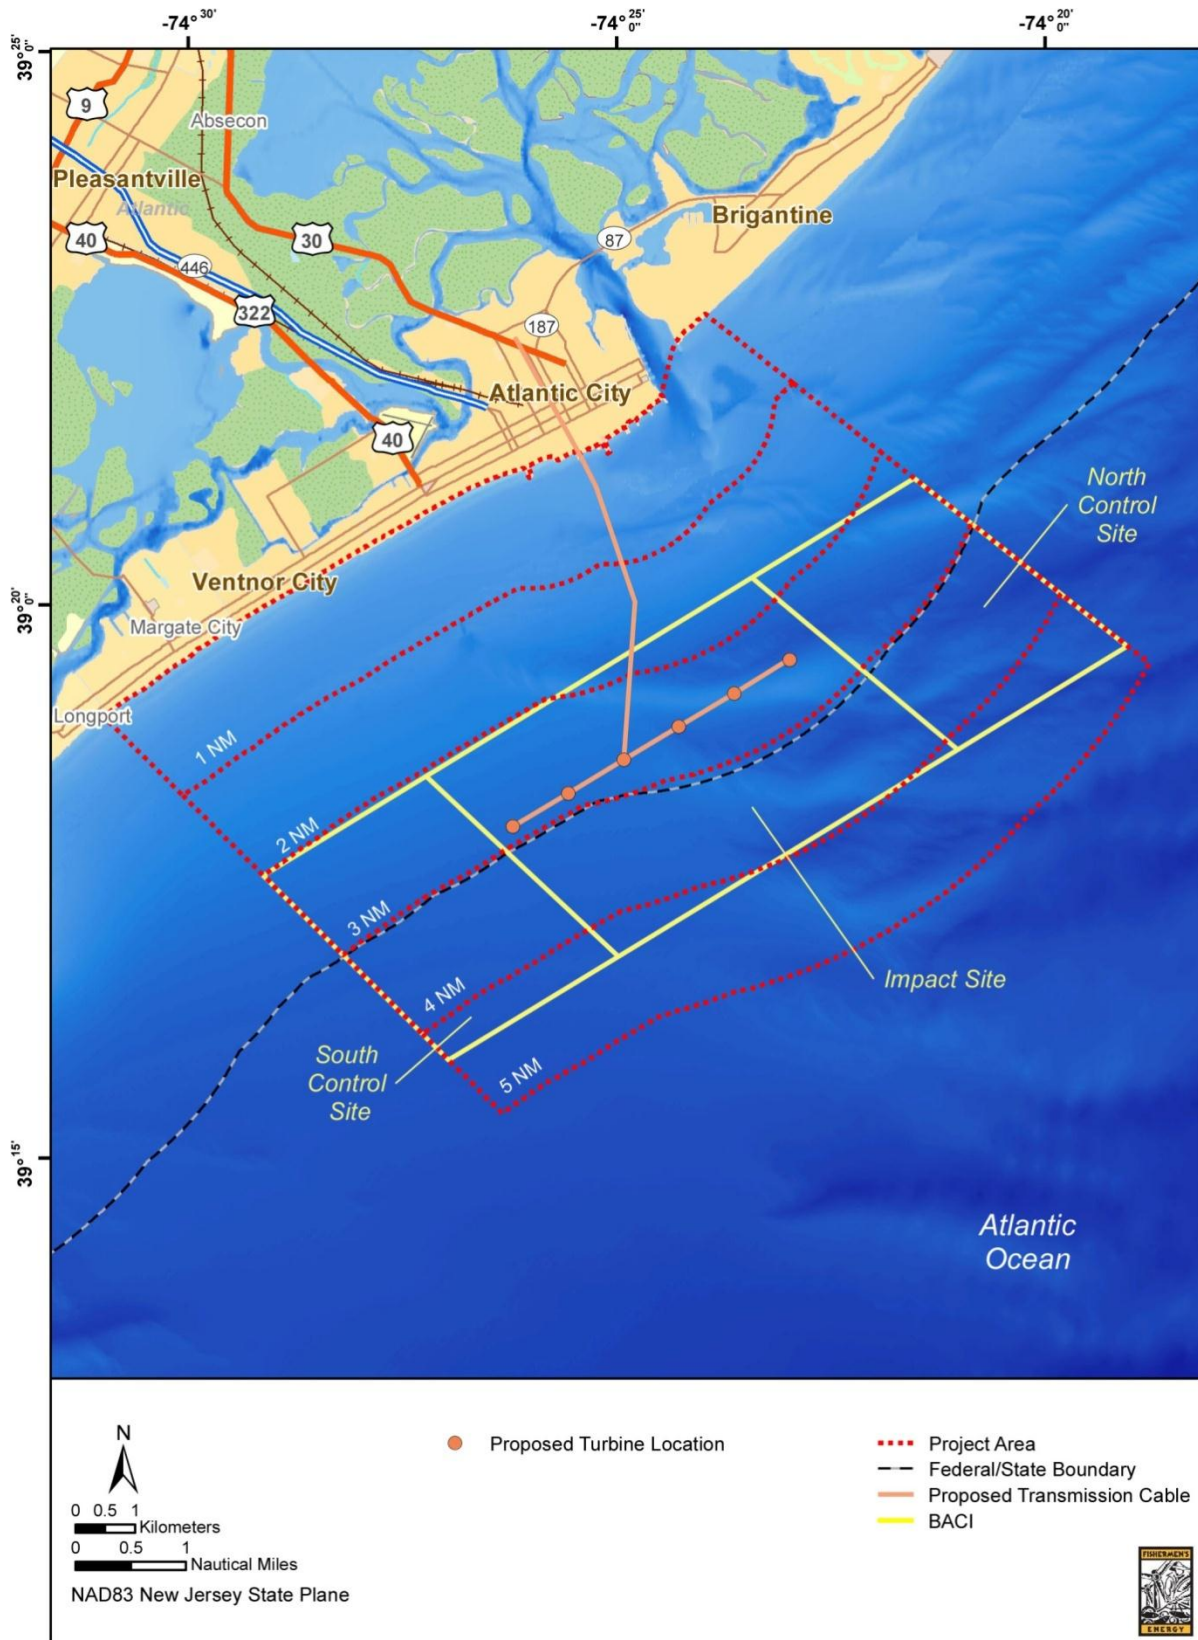 -74° 30' 0"
-74° 25' 0"
-74° 20' 0"
39° 25' 0"
39° 20' 0"
39° 15'
9
Absecon
Pleasantville
Atlantic
40
446
30
322
87
Brigantine
187
Atlantic City
40
Ventnor City
Margate City
Longport
North
Control
Site
1 NM
2 NM
3 NM
4 NM
5 NM
Impact Site
South
Control
Site
Atlantic
Ocean
N
0 0.5 1
Kilometers
0 0.5 1
Nautical Miles
NAD83 New Jersey State Plane
Proposed Turbine Location
Project Area
Federal/State Boundary
Proposed Transmission Cable
BACI
FISHERMEN'S
ENERGY